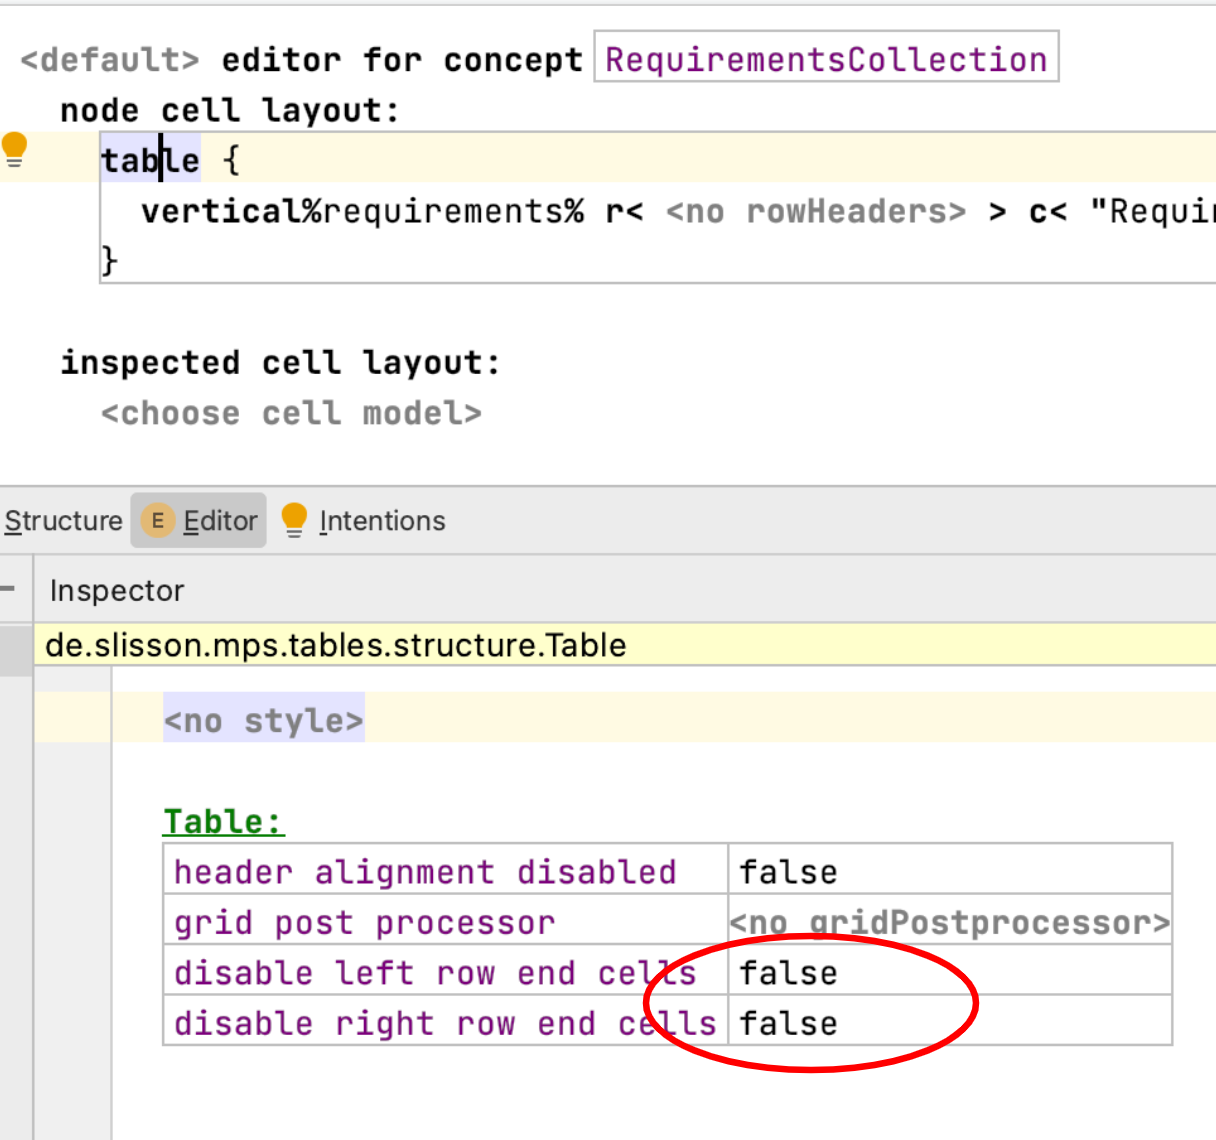 <default> editor for concept RequirementsCollection
node cell layout:
table {
vertical%requirements% r< <no rowHeaders> > c< "Requir
}
inspected cell layout:
<choose cell model>
Structure E Editor Intentions
Inspector
de.slisson.mps.tables.structure.Table
<no style>
Table:
header alignment disabled false
grid post processor <no gridPostprocessor>
disable left row end cells false
disable right row end cells false